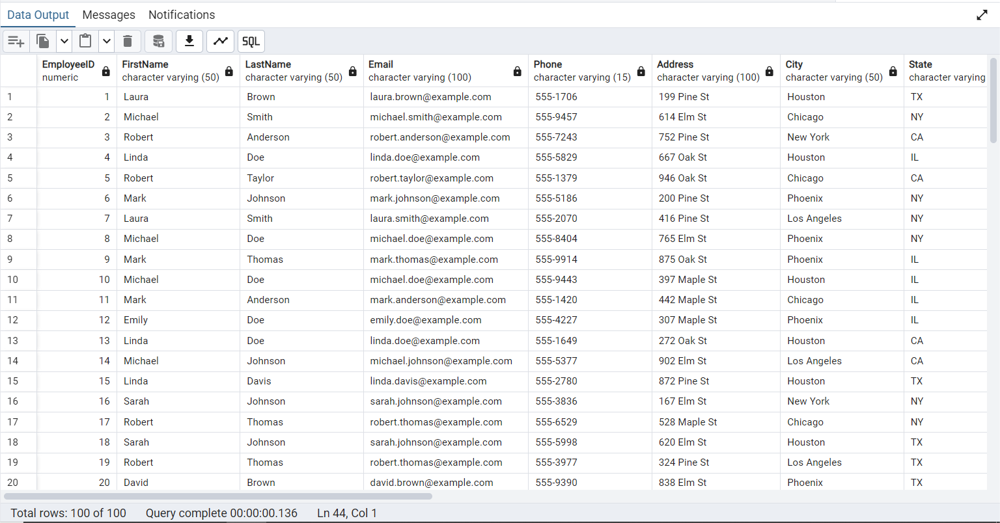 Data Output Messages Notifications
SQL
EmployeeID FirstName LastName Email Phone Address City State
numeric character varying (50) character varying (50) character varying (100) character varying (15) character varying (100) character varying (50) character varying
1 1 Laura Brown laura.brown@example.com 555-1706 199 Pine St Houston TX
2 2 Michael Smith michael.smith@example.com 555-9457 614 Elm St Chicago NY
3 3 Robert Anderson robert.anderson@example.com 555-7243 752 Pine St New York CA
4 4 Linda Doe linda.doe@example.com 555-5829 667 Oak St Houston IL
5 5 Robert Taylor robert.taylor@example.com 555-1379 946 Oak St Chicago CA
6 6 Mark Johnson mark.johnson@example.com 555-5186 200 Pine St Phoenix NY
7 7 Laura Smith laura.smith@example.com 555-2070 416 Pine St Los Angeles NY
8 8 Michael Doe michael.doe@example.com 555-8404 765 Elm St Phoenix NY
9 9 Mark Thomas mark.thomas@example.com 555-9914 875 Oak St Phoenix IL
10 10 Michael Doe michael.doe@example.com 555-9443 397 Maple St Houston IL
11 11 Mark Anderson mark.anderson@example.com 555-1420 442 Maple St Chicago IL
12 12 Emily Doe emily.doe@example.com 555-4227 307 Maple St Phoenix IL
13 13 Linda Doe linda.doe@example.com 555-1649 272 Oak St Houston CA
14 14 Michael Johnson michael.johnson@example.com 555-5377 902 Elm St Los Angeles CA
15 15 Linda Davis linda.davis@example.com 555-2780 872 Pine St Houston TX
16 16 Sarah Johnson sarah.johnson@example.com 555-3836 167 Elm St New York NY
17 17 Robert Thomas robert.thomas@example.com 555-6529 528 Maple St Chicago NY
18 18 Sarah Johnson sarah.johnson@example.com 555-5998 620 Elm St Houston TX
19 19 Robert Thomas robert.thomas@example.com 555-3977 324 Pine St Los Angeles TX
20 20 David Brown david.brown@example.com 555-9390 838 Elm St Phoenix TX
Total rows: 100 of 100 Query complete 00:00:00.136 Ln 44, Col 1